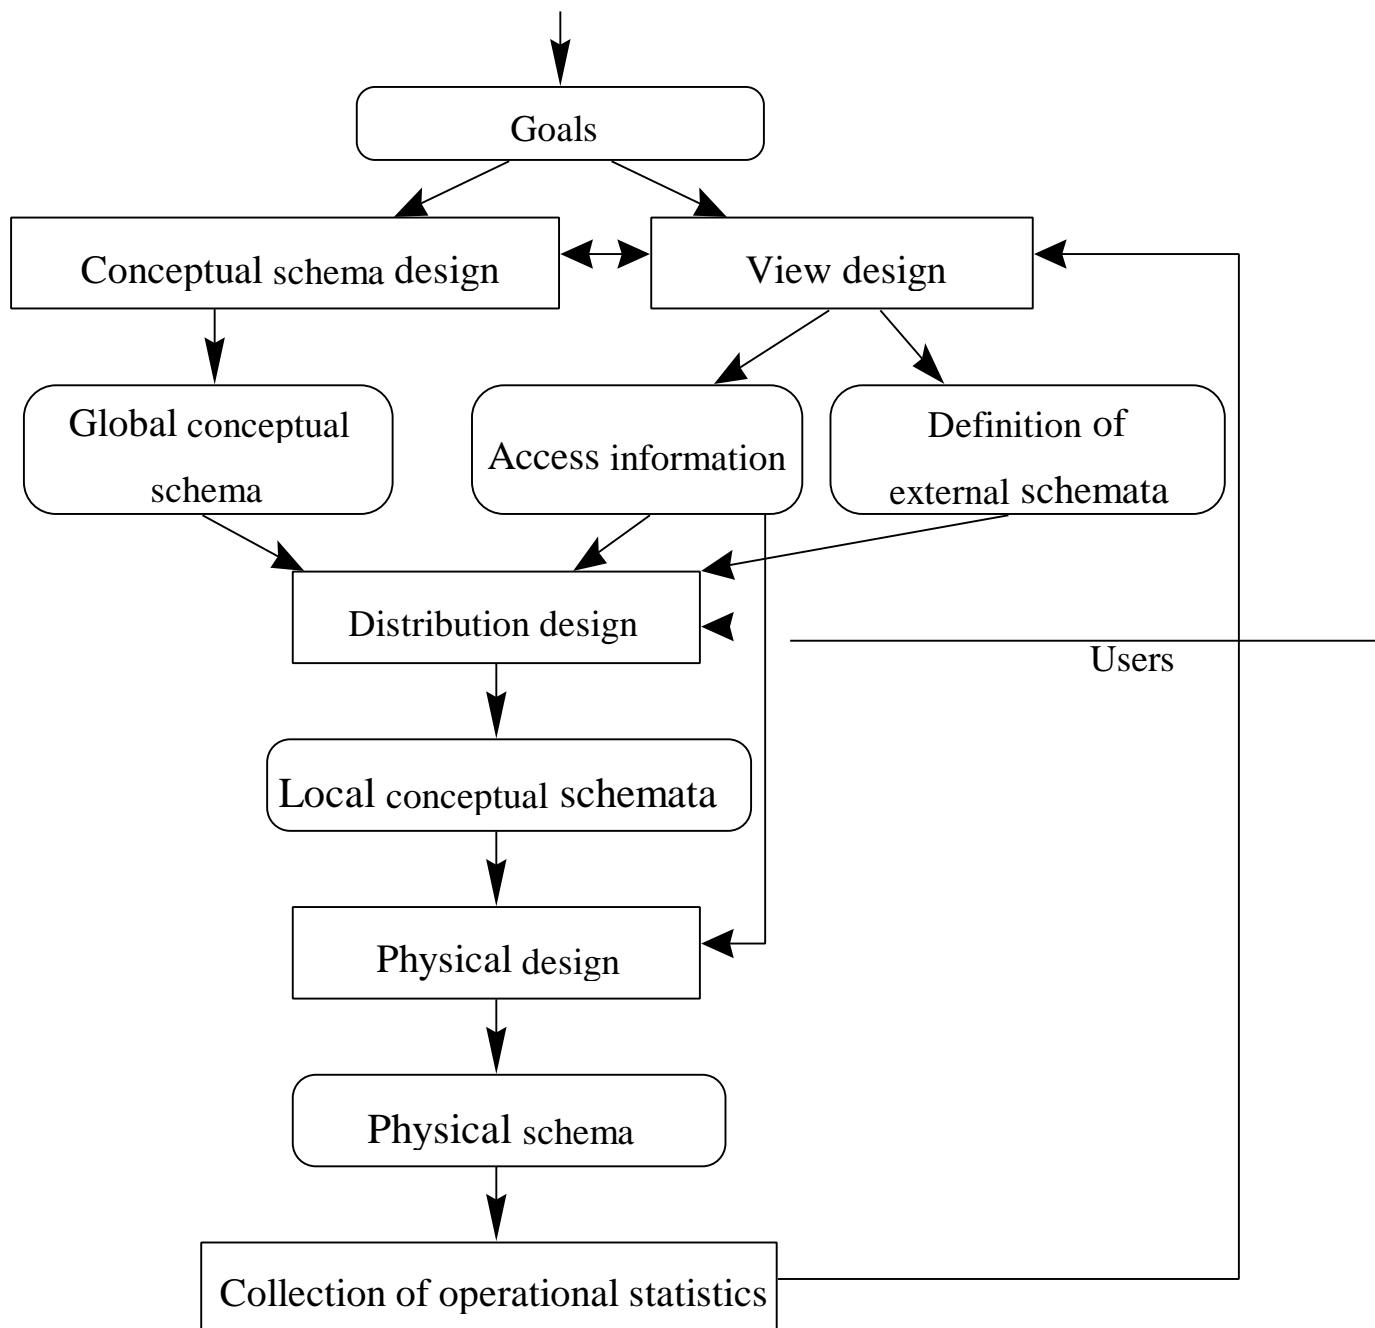 Goals
Conceptual schema design
View design
Global conceptual
schema
Access information
Definition of
external schemata
Distribution design
Users
Local conceptual schemata
Physical design
Physical schema
Collection of operational statistics